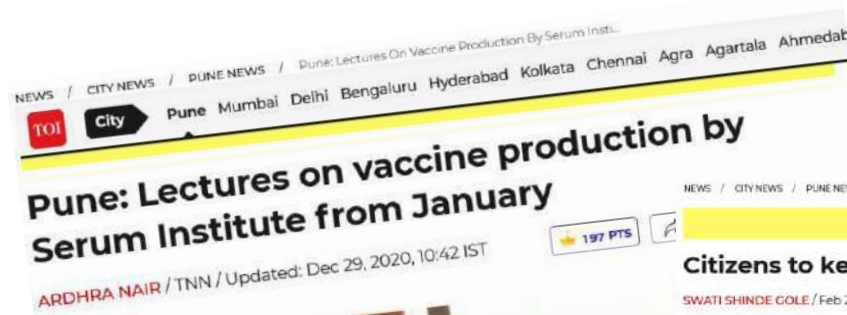 NEWS / CITY NEWS / PUNE NEWS / Pune: Lectures On Vaccine Production By Serum Insti...
TOI City Pune Mumbai Delhi Bengaluru Hyderabad Kolkata Chennai Agra Agartala Ahmedab
Pune: Lectures on vaccine production by
Serum Institute from January
197 PTS
ARDHRA NAIR / TNN / Updated: Dec 29, 2020, 10:42 IST
NEWS / CITY NEWS / PUNE NE
Citizens to ke
SWATI SHINDE GOLE / Feb 2